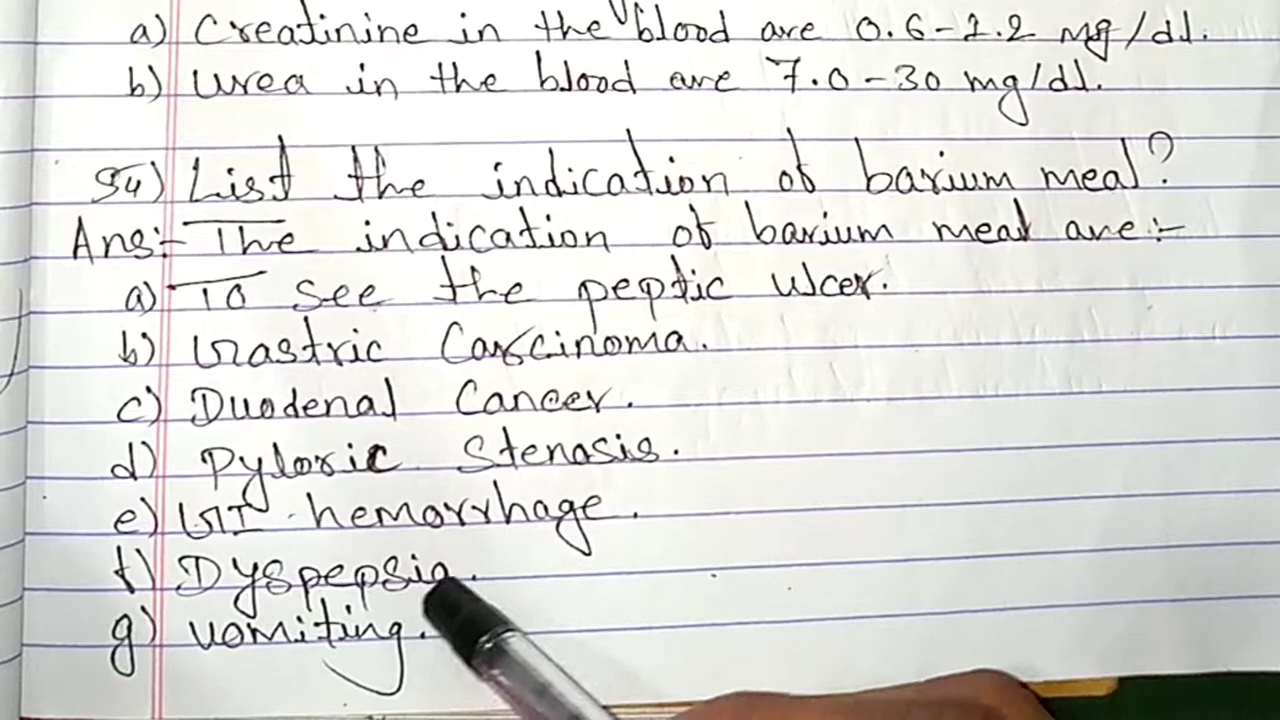 a) Creatinine in the blood are 0.6-1.2 mg/dl.
b) Urea in the blood are 7.0-30 mg/dl.
54) List the indication of barium meal?
Ans:- The indication of barium meal are:-
a) To see the peptic ulcer.
b) Gastric Carcinoma.
c) Duodenal Cancer.
d) Pyloric Stenosis.
e) GI hemorrhage.
f) Dyspepsia.
g) vomiting.